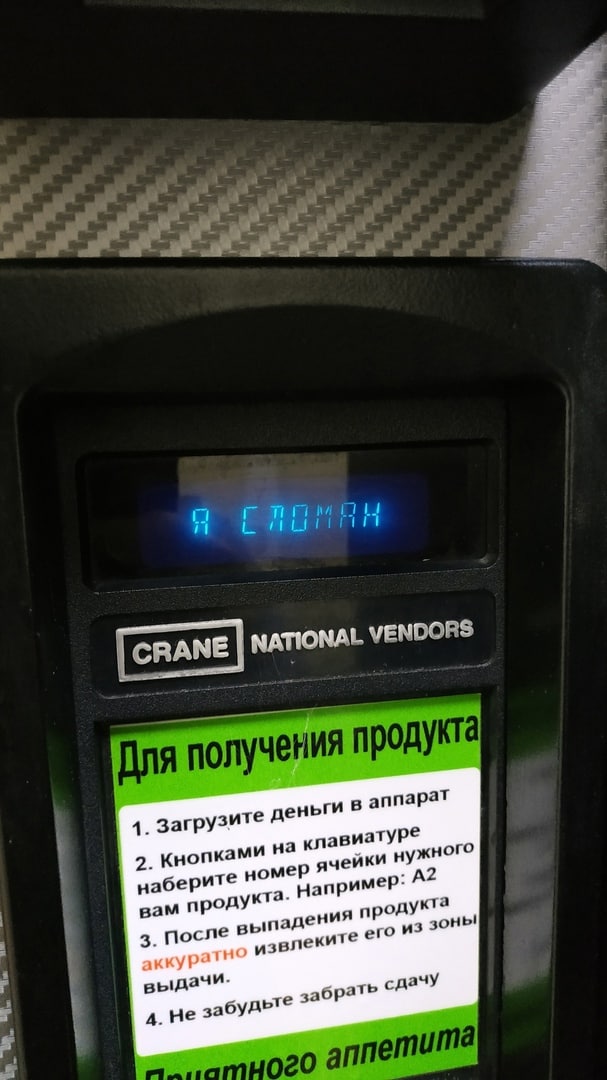 Я СЛОМАН
CRANE NATIONAL VENDORS
Для получения продукта
1. Загрузите деньги в аппарат
2. Кнопками на клавиатуре
наберите номер ячейки нужного
вам продукта. Например: А2
3. После выпадения продукта
аккуратно извлеките его из зоны
выдачи.
4. Не забудьте забрать сдачу
Приятного аппетита